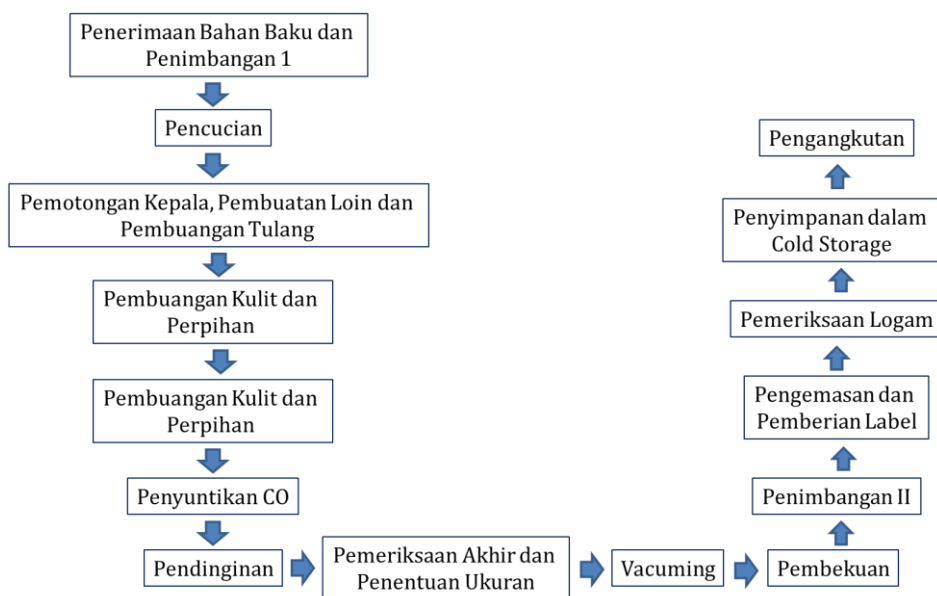 Penerimaan Bahan Baku dan
Penimbangan 1
Pencucian
Pemotongan Kepala, Pembuatan Loin dan
Pembuangan Tulang
Pembuangan Kulit dan
Perpihan
Pembuangan Kulit dan
Perpihan
Penyuntikan CO
Pendinginan
Pemeriksaan Akhir dan
Penentuan Ukuran
Vacuming
Pembekuan
Penimbangan II
Pengemasan dan
Pemberian Label
Pemeriksaan Logam
Penyimpanan dalam
Cold Storage
Pengangkutan